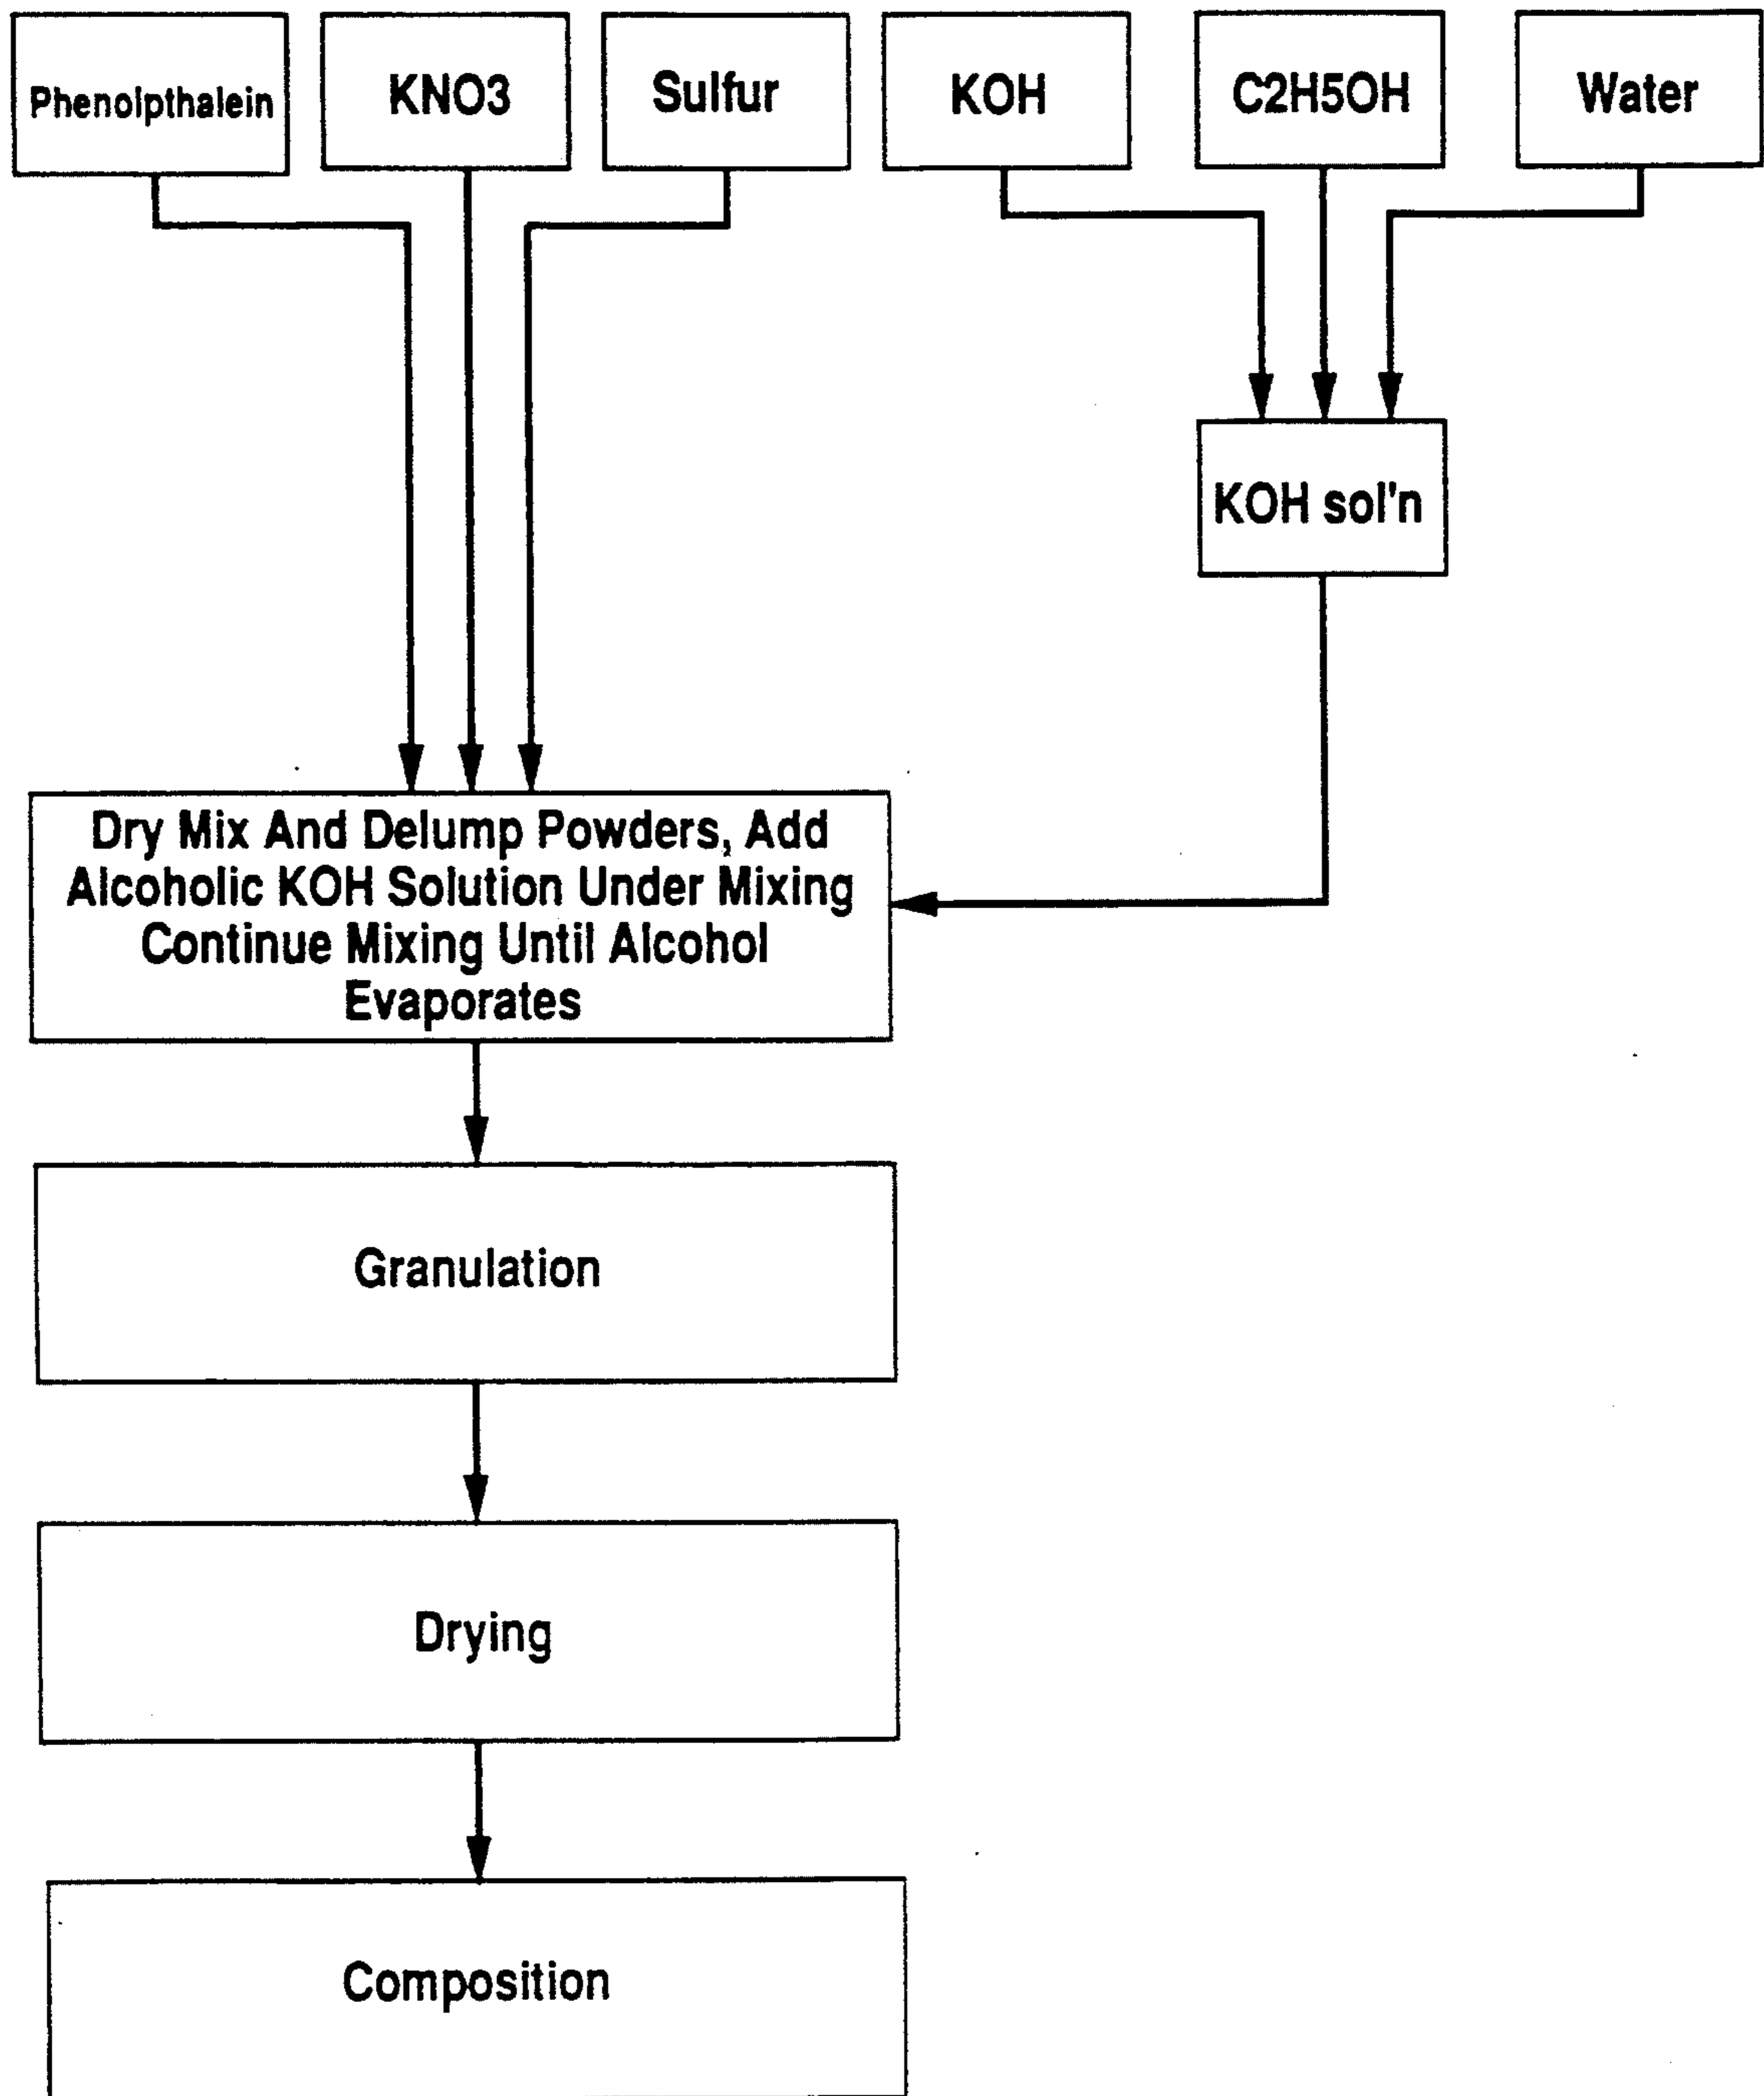 Phenolpthalein
KNO3
Sulfur
KOH
C2H5OH
Water
KOH sol'n
Dry Mix And Delump Powders, Add
Alcoholic KOH Solution Under Mixing
Continue Mixing Until Alcohol
Evaporates
Granulation
Drying
Composition